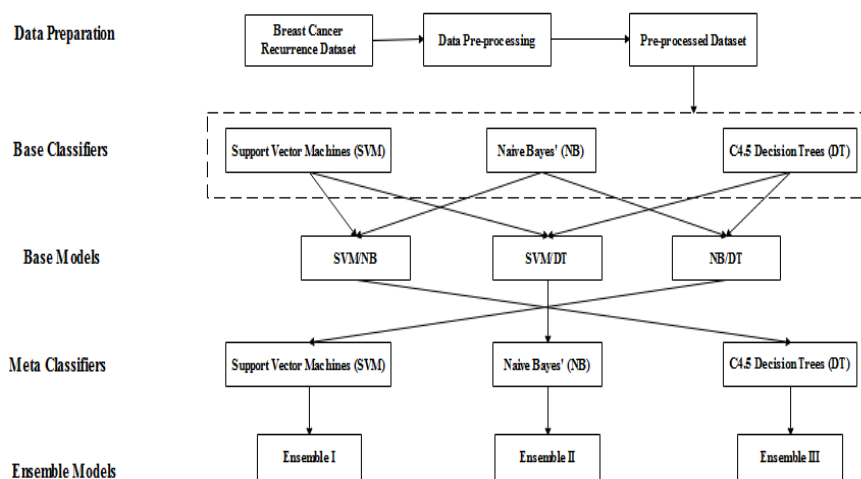 Data Preparation
Breast Cancer
Recurrence Dataset
Data Pre-processing
Pre-processed Dataset
Base Classifiers
Support Vector Machines (SVM)
Naive Bayes' (NB)
C4.5 Decision Trees (DT)
Base Models
SVM/NB
SVM/DT
NB/DT
Meta Classifiers
Support Vector Machines (SVM)
Naive Bayes' (NB)
C4.5 Decision Trees (DT)
Ensemble Models
Ensemble I
Ensemble II
Ensemble III